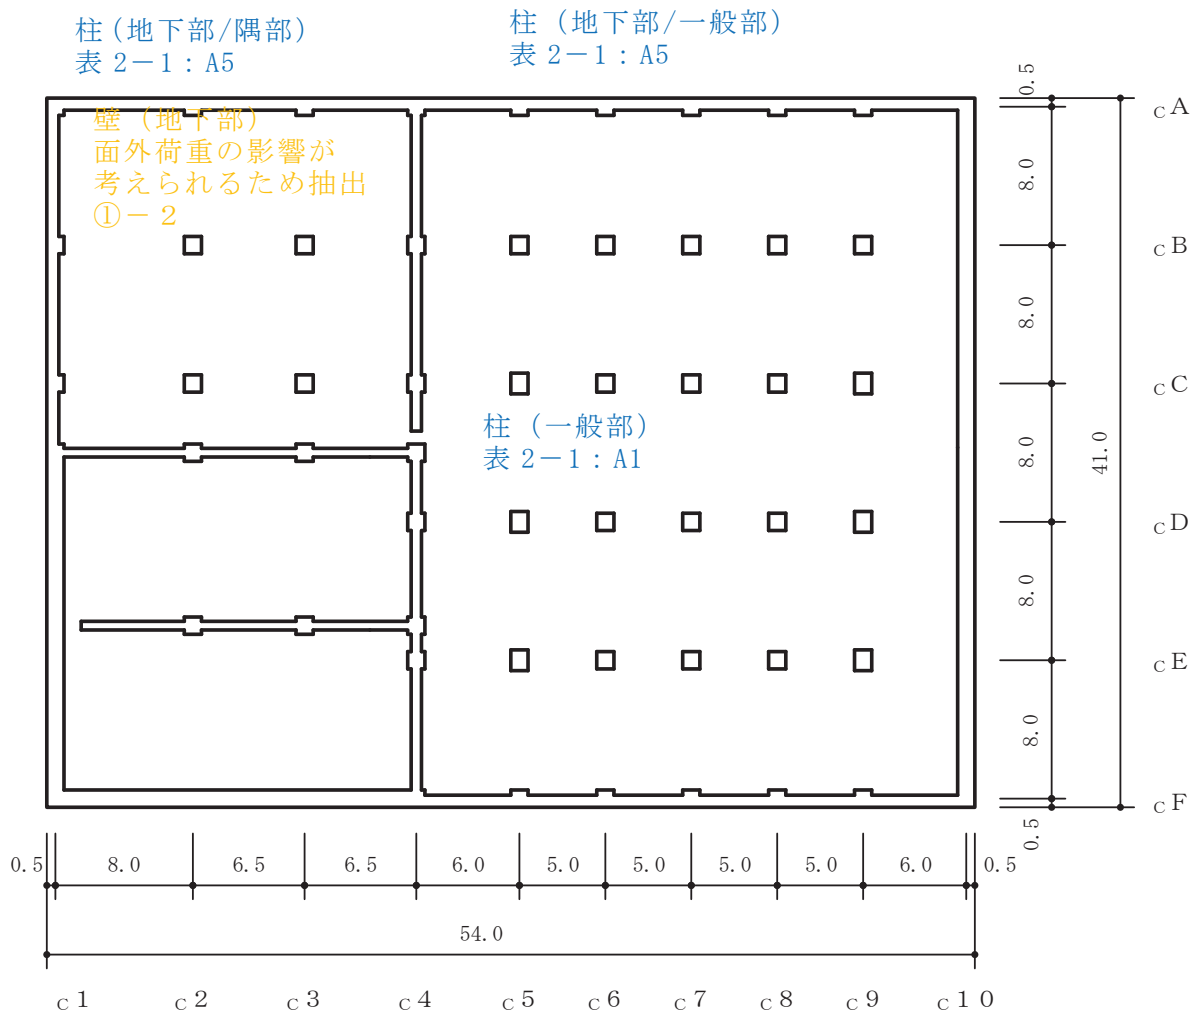 柱(地下部/隅部)
表 2-1:A5
柱 (地下部/一般部)
表 2-1:A5
壁 (地下部)
面外荷重の影響が
考えられるため抽出
①-2
柱 (一般部)
表 2-1:A1
0.5
8.0
8.0
8.0
8.0
8.0
0.5
41.0
cA
cB
cC
cD
cE
cF
0.5 8.0 6.5 6.5 6.0 5.0 5.0 5.0 5.0 6.0 0.5
54.0
c1 c2 c3 c4 c5 c6 c7 c8 c9 c10